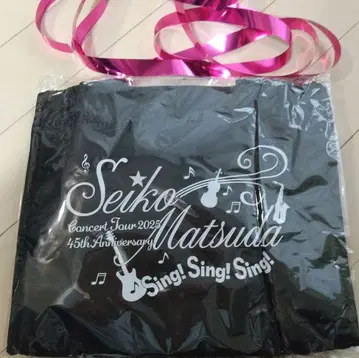 Seiko
Concert Tour 2025
45th Anniversary
Matsuda
Sing! Sing! Sing!